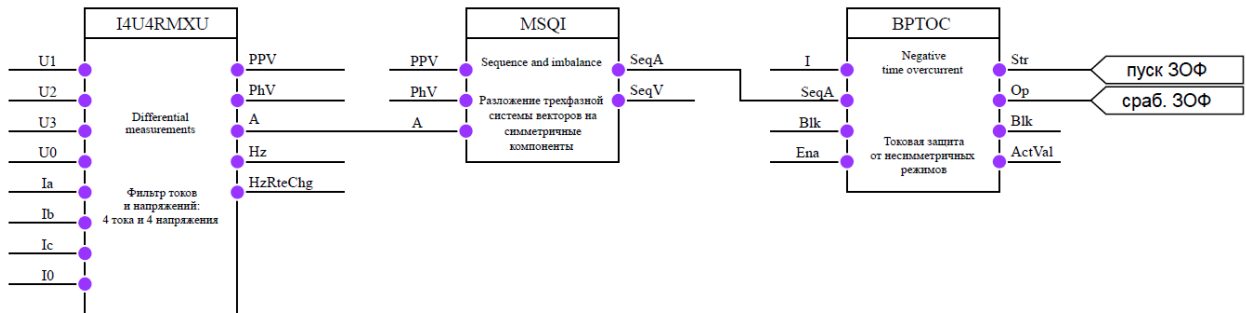 I4U4RMXU
U1
U2
U3
U0
Ia
Ib
Ic
I0
Differential
measurements
Фильтр токов
и напряжений:
4 тока и 4 напряжения
PPV
PhV
A
Hz
HzRteChg
MSQI
PPV
PhV
A
Sequence and imbalance
Разложение трехфазной
системы векторов на
симметричные
компоненты
SeqA
SeqV
BPTOC
I
SeqA
Blk
Ena
Negative
time overcurrent
Токовая защита
от несимметричных
режимов
Str
Op
Blk
ActVal
пуск ЗОФ
сраб. ЗОФ